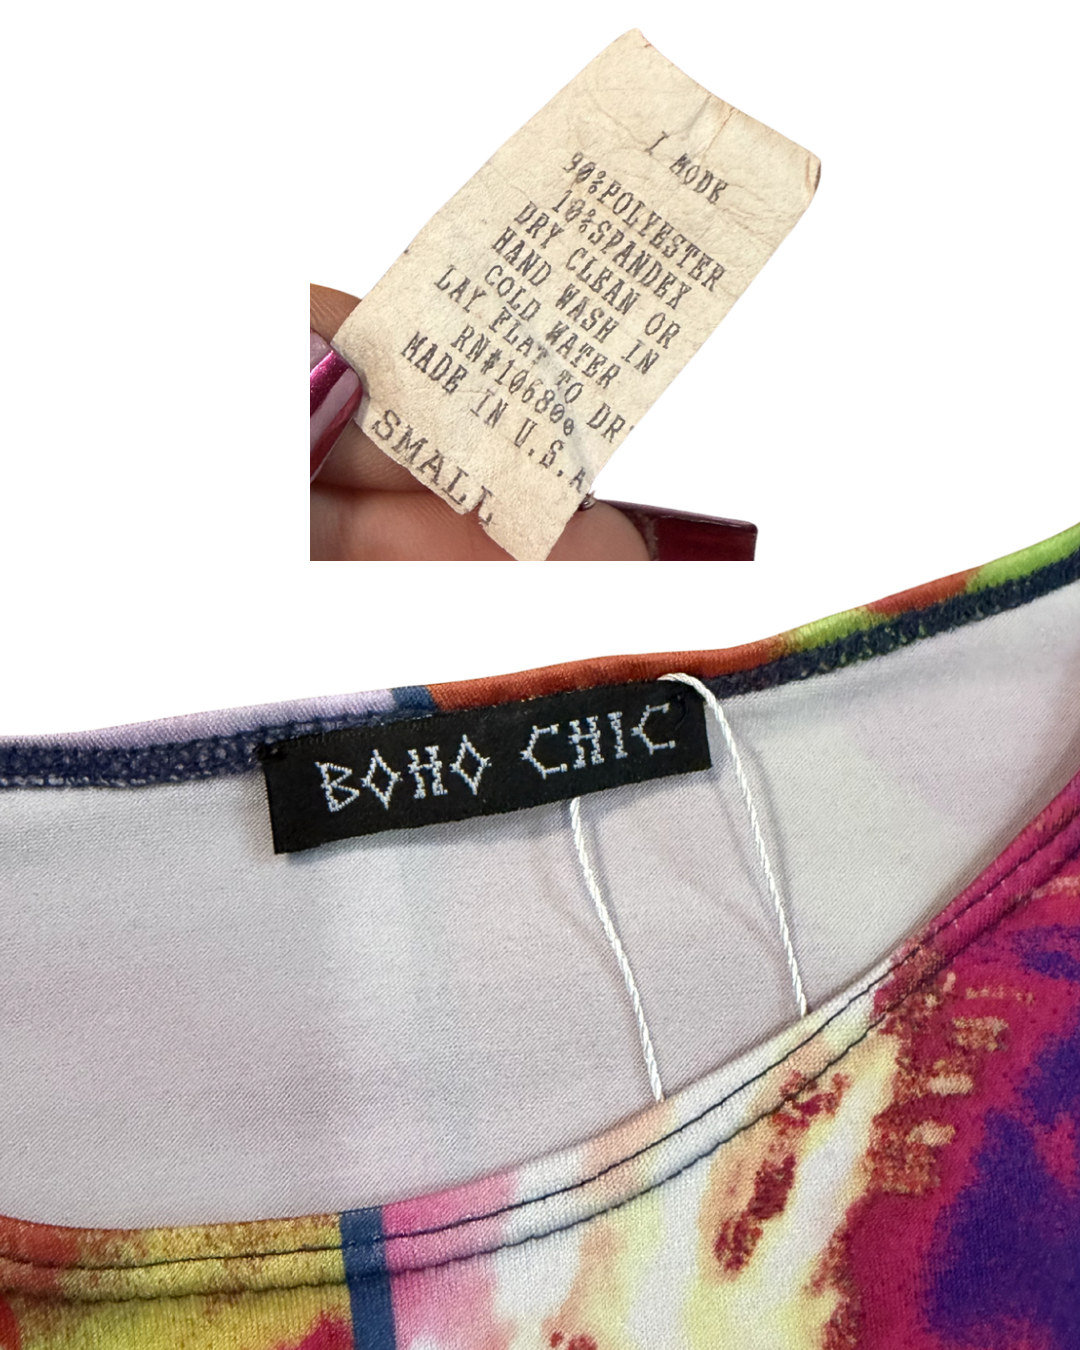 I MODE
90%POLYESTER
10%SPANDEX
DRY CLEAN OR
HAND WASH IN
COLD WATER
LAY FLAT TO DR
RN#106800
MADE IN U.S.A
SMALL
BOHO CHIC